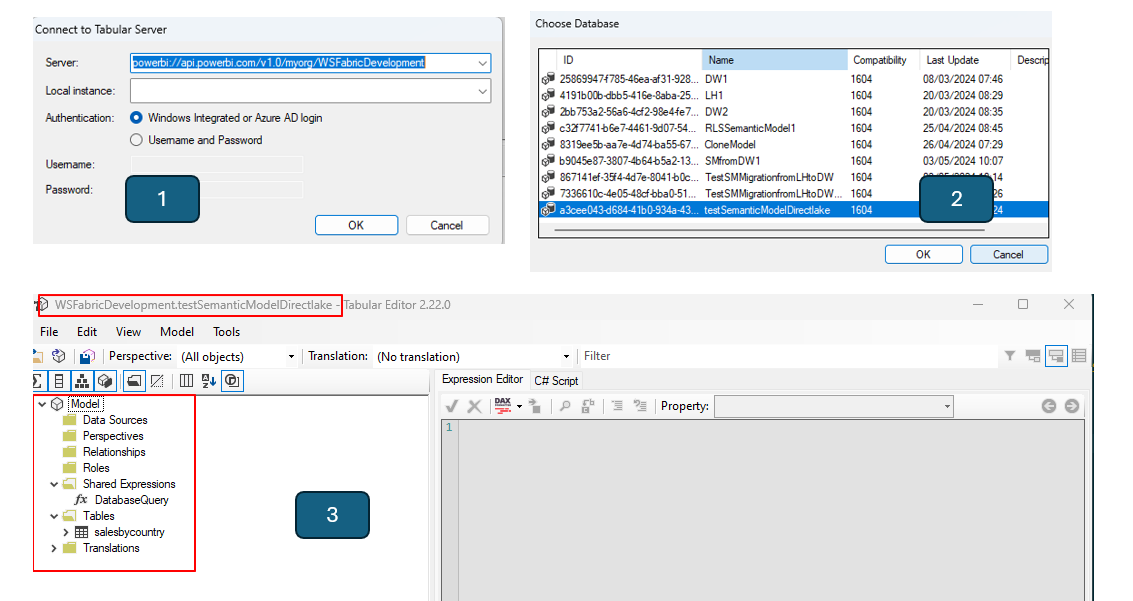 Connect to Tabular Server
Server: powerbi://api.powerbi.com/v1.0/myorg/WSFabricDevelopment
Local instance:
Authentication: Windows Integrated or Azure AD login
Username and Password
Username:
Password:
1
OK Cancel
Choose Database
ID Name Compatibility Last Update Descrip
25869947-f785-46ea-af31-928... DW1 1604 08/03/2024 07:46
4191b00b-dbb5-416e-8aba-25... LH1 1604 20/03/2024 08:29
2bb753a2-56a6-4cf2-98e4-fe7... DW2 1604 20/03/2024 08:35
c32f7741-b6e7-4461-9d07-54... RLSSemanticModel1 1604 25/04/2024 08:45
8319ee5b-aa7e-4d74-ba55-67... CloneModel 1604 26/04/2024 07:29
b9045e87-3807-4b64-b5a2-13... SMfromDW1 1604 03/05/2024 10:07
867141ef-35f4-4d7e-8041-b0c... TestSMMigrationfromLHtoDW 1604 14
7336610c-4e05-48cf-bba0-51... TestSMMigrationfromLHtoDW... 1604 26
a3cee043-d684-41b0-934a-43... testSemanticModelDirectlake 1604 24
2
OK Cancel
WSFabricDevelopment.testSemanticModelDirectlake - Tabular Editor 2.22.0
File Edit View Model Tools
Perspective: (All objects) Translation: (No translation) Filter
Expression Editor C# Script
DAX Property:
1
Model
Data Sources
Perspectives
Relationships
Roles
Shared Expressions
fx DatabaseQuery
Tables
salesbycountry
Translations
3